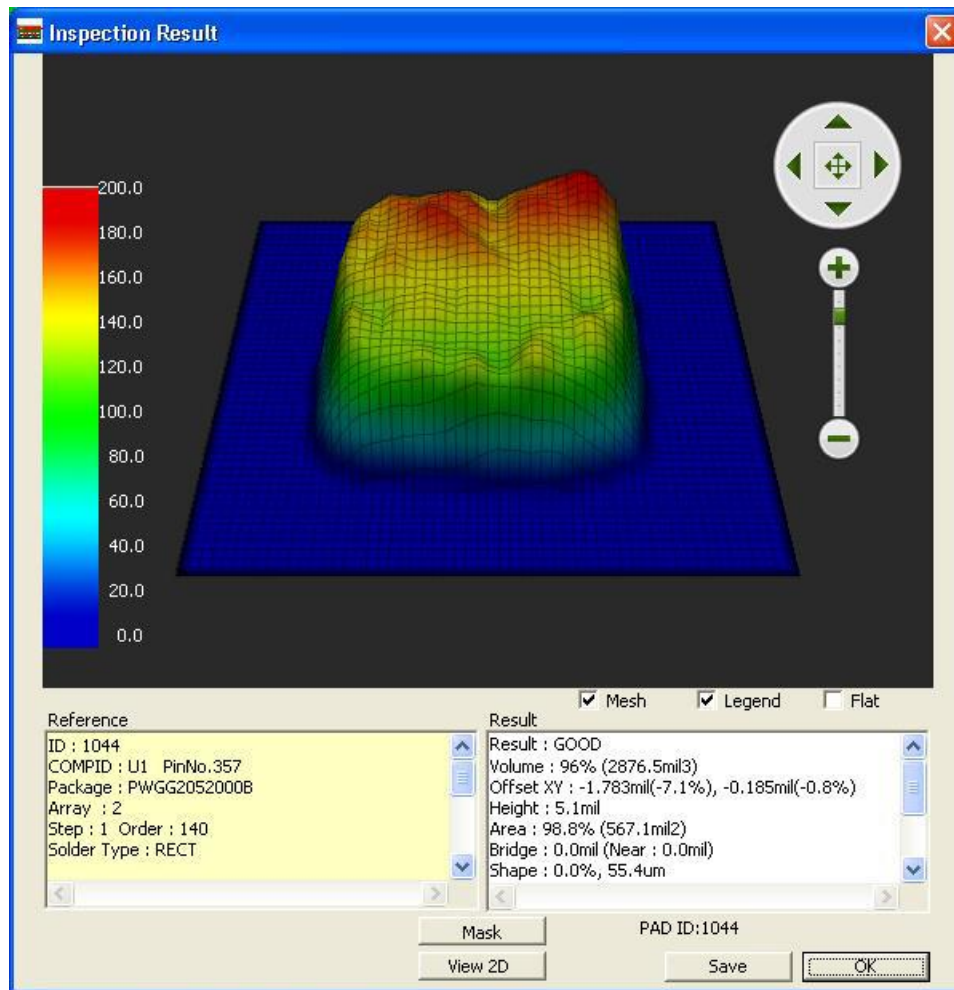 Inspection Result
200.0
180.0
160.0
140.0
120.0
100.0
80.0
60.0
40.0
20.0
0.0
Mesh
Legend
Flat
Reference
ID : 1044
COMPID : U1 PinNo.357
Package : PWGG2052000B
Array : 2
Step : 1 Order : 140
Solder Type : RECT
Result
Result : GOOD
Volume : 96% (2876.5mil3)
Offset XY : -1.783mil(-7.1%), -0.185mil(-0.8%)
Height : 5.1mil
Area : 98.8% (567.1mil2)
Bridge : 0.0mil (Near : 0.0mil)
Shape : 0.0%, 55.4um
Mask
PAD ID:1044
View 2D
Save
OK